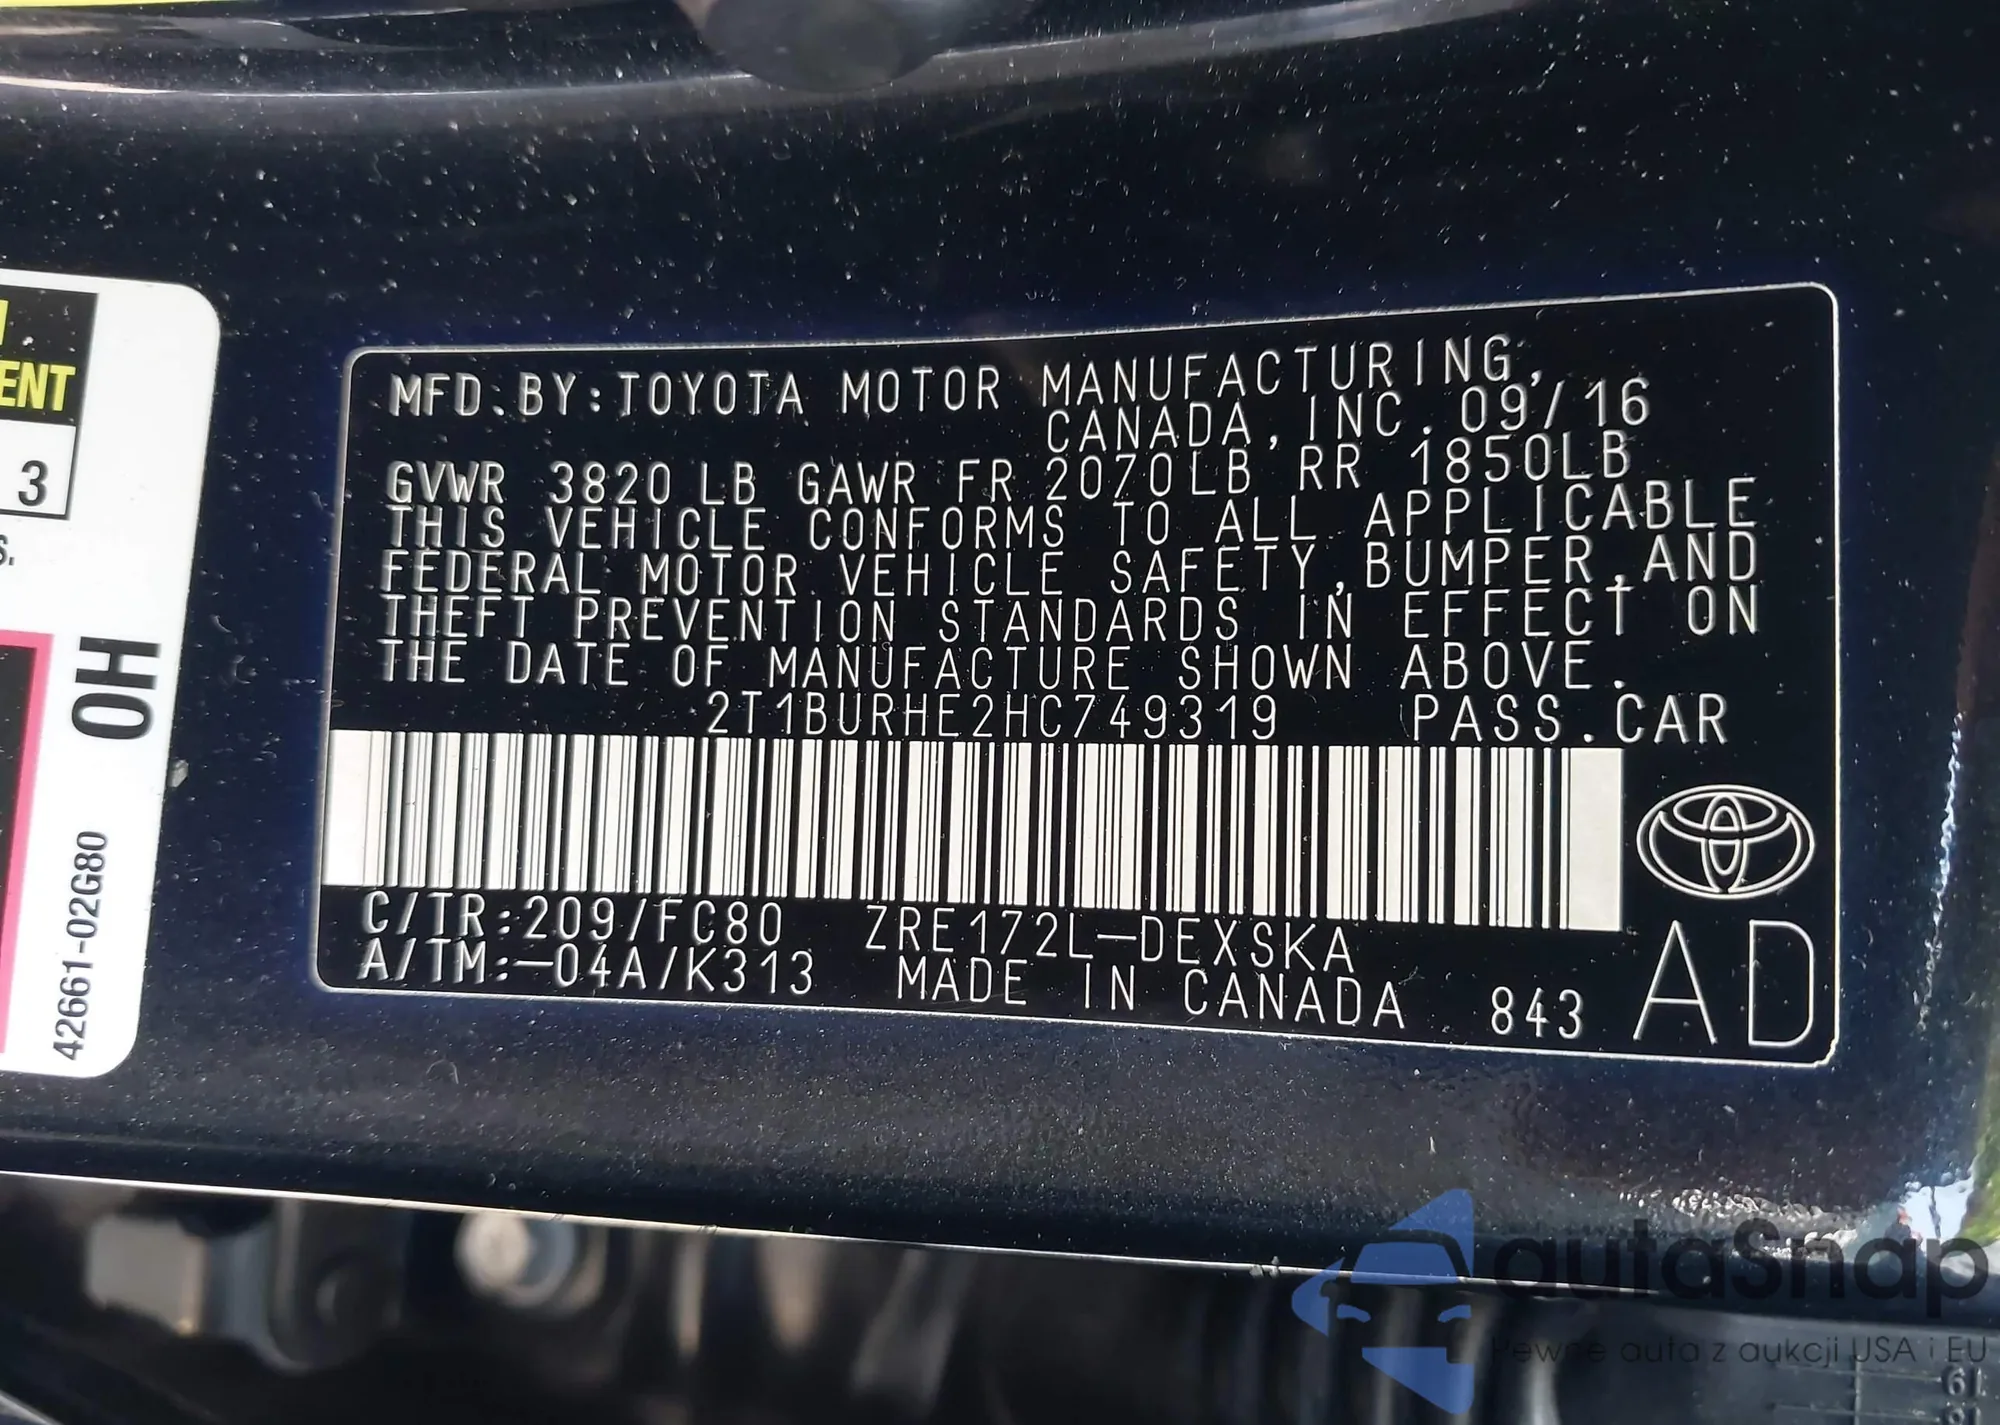 ENT
3
s.
OH
42661-02G80
MFD.BY:TOYOTA MOTOR MANUFACTURING,
CANADA,INC.09/16
GVWR 3820LB GAWR FR 2070LB RR 1850LB
THIS VEHICLE CONFORMS TO ALL APPLICABLE
FEDERAL MOTOR VEHICLE SAFETY,BUMPER,AND
THEFT PREVENTION STANDARDS IN EFFECT ON
THE DATE OF MANUFACTURE SHOWN ABOVE.
2T1BURHE2HC749319 PASS.CAR
C/TR:209/FC80 ZRE172L-DEXSKA
A/TM:-04A/K313 MADE IN CANADA 843
AD
autaSnap
Pewne auta z aukcji USA i EU